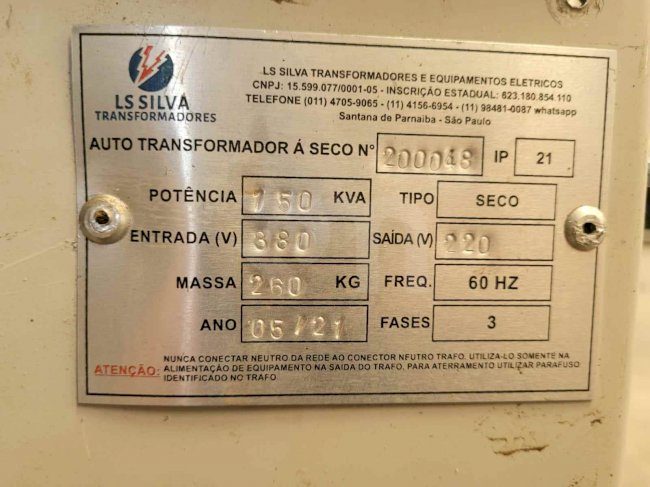 LS SILVA
TRANSFORMADORES
LS SILVA TRANSFORMADORES E EQUIPAMENTOS ELETRICOS
CNPJ: 15.599.077/0001-05 - INSCRIÇÃO ESTADUAL: 623.180.854.110
TELEFONE (011) 4705-9065 - (11) 4156-6954 - (11) 98481-0087 whatsapp
Santana de Parnaiba - São Paulo
AUTO TRANSFORMADOR Á SECO N° 200048 IP 21
POTÊNCIA 150 KVA TIPO SECO
ENTRADA (V) 380 SAÍDA (V) 220
MASSA 260 KG FREQ. 60 HZ
ANO 05/21 FASES 3
ATENÇÃO: NUNCA CONECTAR NEUTRO DA REDE AO CONECTOR NEUTRO TRAFO. UTILIZA-LO SOMENTE NA
ALIMENTAÇÃO DE EQUIPAMENTO NA SAIDA DO TRAFO. PARA ATERRAMENTO UTILIZAR PARAFUSO
IDENTIFICADO NO TRAFO